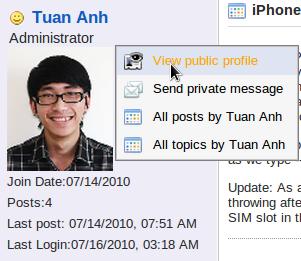 Tuan Anh
Administrator
View public profile
Send private message
All posts by Tuan Anh
All topics by Tuan Anh
Join Date:07/14/2010
Posts:4
Last post: 07/14/2010, 07:51 AM
Last Login:07/16/2010, 03:18 AM
iPhone
as we type
Update: As a
throwing afte
SIM slot in th